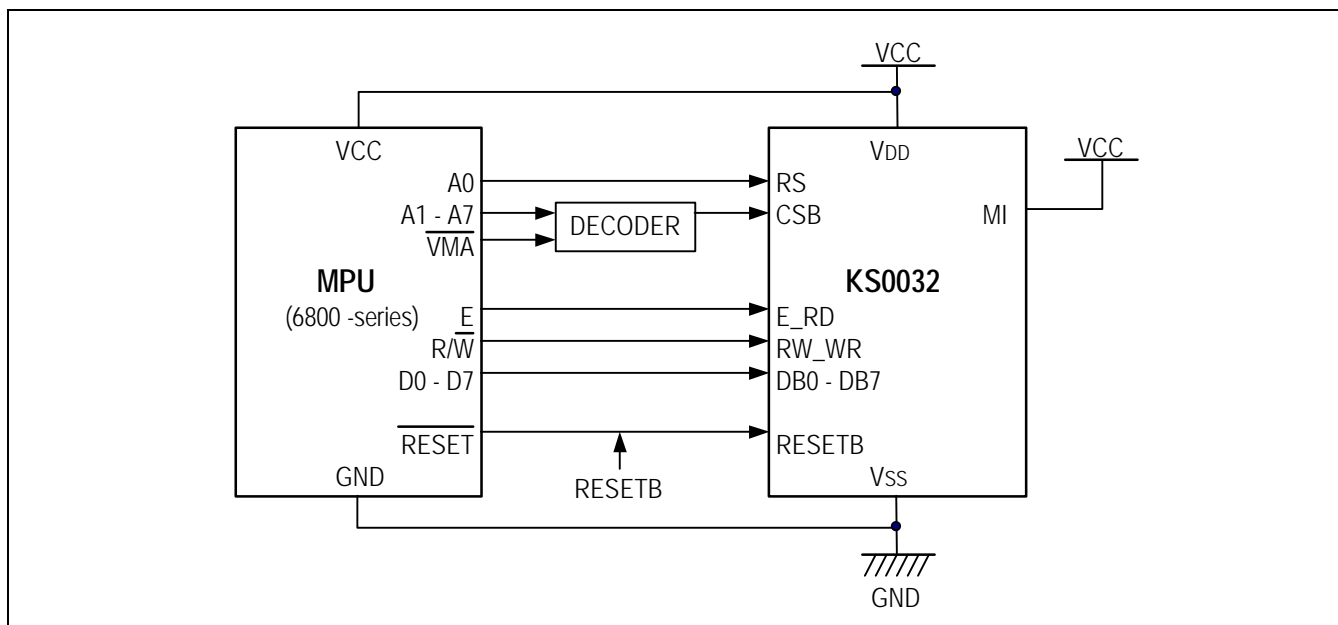 VCC
VCC
VDD
VCC
A0
RS
A1 - A7
DECODER
CSB
MI
VMA
MPU
KS0032
(6800 -series)
E
E_RD
R/W
RW_WR
D0 - D7
DB0 - DB7
RESET
RESETB
GND
RESETB
VSS
GND